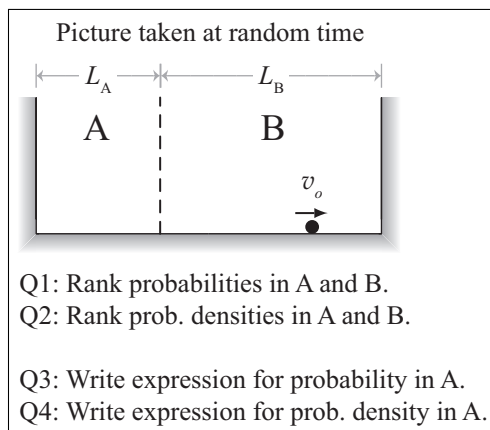 Picture taken at random time
L_A L_B
A B
v_o
Q1: Rank probabilities in A and B.
Q2: Rank prob. densities in A and B.
Q3: Write expression for probability in A.
Q4: Write expression for prob. density in A.